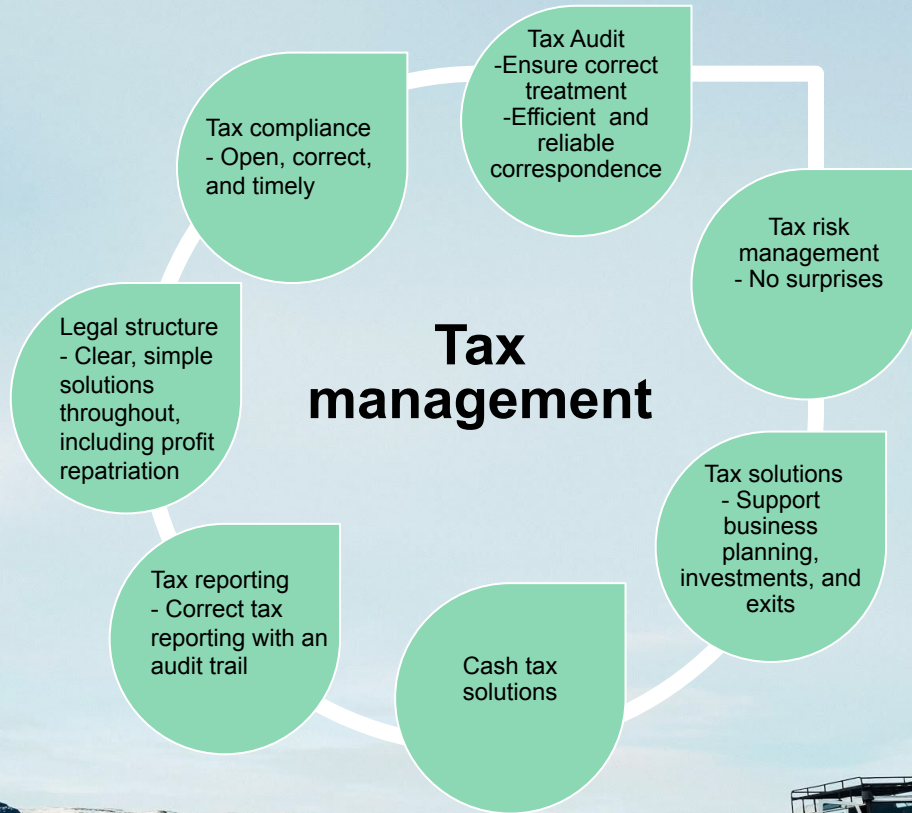 Tax Audit
-Ensure correct
treatment
-Efficient and
reliable
correspondence
Tax compliance
- Open, correct,
and timely
Tax risk
management
- No surprises
Legal structure
- Clear, simple
solutions
throughout,
including profit
repatriation
Tax
management
Tax solutions
- Support
business
planning,
investments, and
exits
Tax reporting
- Correct tax
reporting with an
audit trail
Cash tax
solutions